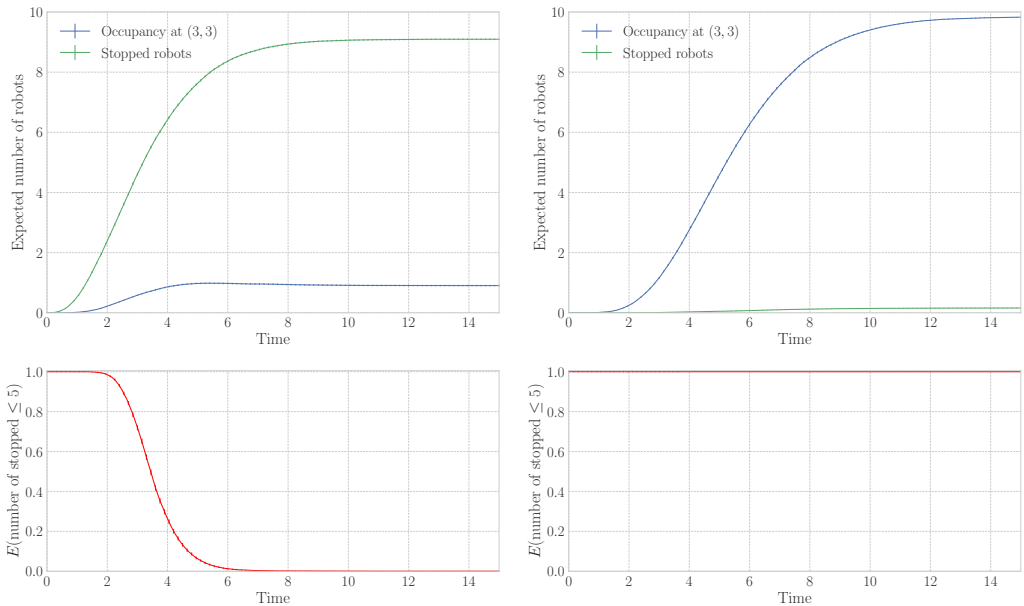 Expected number of robots
10
8
6
4
2
0
Occupancy at (3, 3)
Stopped robots
0 2 4 6 8 10 12 14
Time
Expected number of robots
10
8
6
4
2
0
Occupancy at (3, 3)
Stopped robots
0 2 4 6 8 10 12 14
Time
E(number of stopped ≤ 5)
1.0
0.8
0.6
0.4
0.2
0.0
0 2 4 6 8 10 12 14
Time
E(number of stopped ≤ 5)
1.0
0.8
0.6
0.4
0.2
0.0
0 2 4 6 8 10 12 14
Time